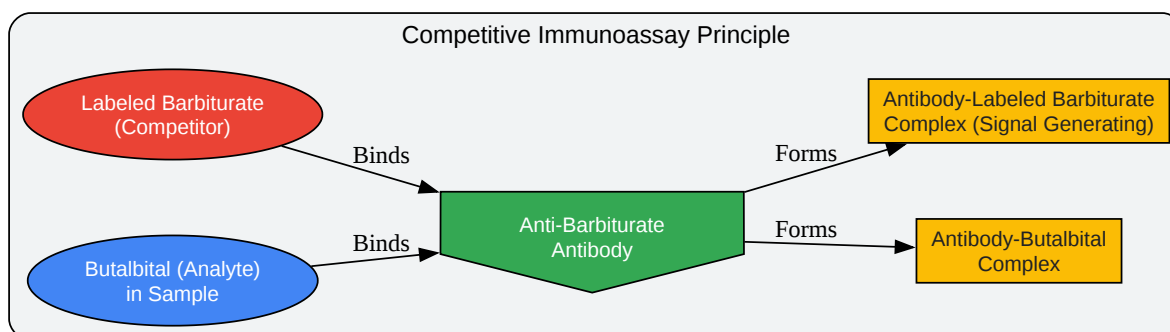 Competitive Immunoassay Principle
Labeled Barbiturate
(Competitor)
Binds
Butalbital (Analyte)
in Sample
Binds
Anti-Barbiturate
Antibody
Forms
Antibody-Labeled Barbiturate
Complex (Signal Generating)
Forms
Antibody-Butalbital
Complex